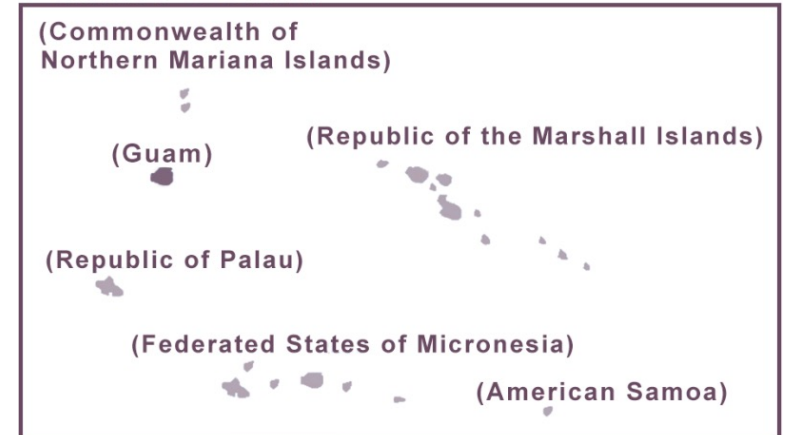 (Commonwealth of
Northern Mariana Islands)
(Republic of the Marshall Islands)
(Guam)
(Republic of Palau)
(Federated States of Micronesia)
(American Samoa)